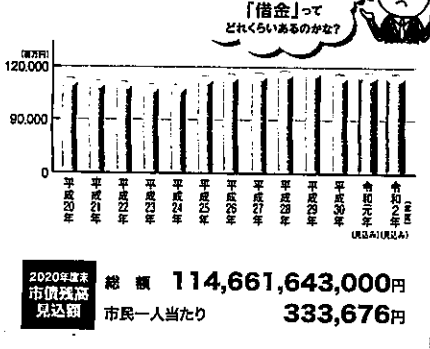 「借金」って
どれくらいあるのかな?
(百万円)
120,000
90,000
0
平成20年
平成21年
平成22年
平成23年
平成24年
平成25年
平成26年
平成27年
平成28年
平成29年
平成30年
令和元年
(見込み)
令和2年
(見込み)
2020年度末
市債残高
見込額
総額 114,661,643,000円
市民一人当たり 333,676円